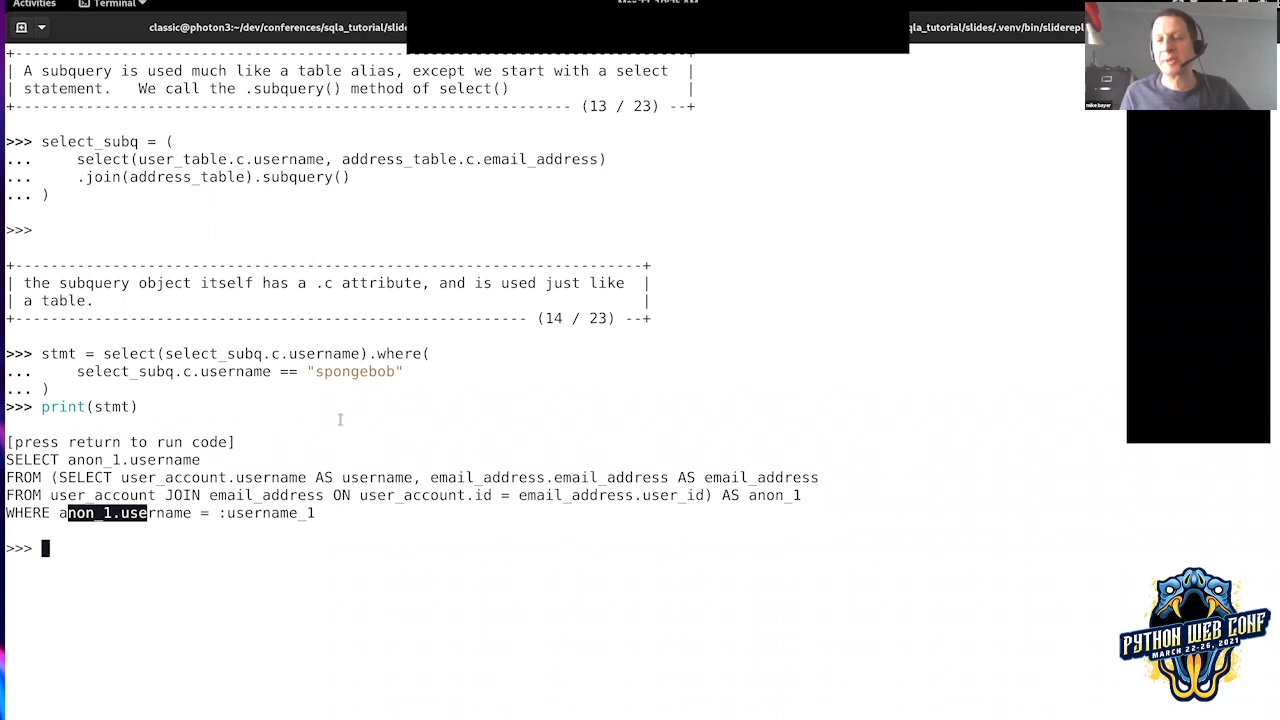 Activities Terminal
classic@photon3:~/dev/conferences/sqla_tutorial/slide
qla_tutorial/slides/.venv/bin/sliderepl
mike bayer
+---------------------------------------------------------------------------+
| A subquery is used much like a table alias, except we start with a select |
| statement. We call the .subquery() method of select() |
+---------------------------------------------------------------- (13 / 23) --+
>>> select_subq = (
... select(user_table.c.username, address_table.c.email_address)
... .join(address_table).subquery()
... )
>>>
+----------------------------------------------------------------------+
| the subquery object itself has a .c attribute, and is used just like |
| a table. |
+----------------------------------------------------------- (14 / 23) --+
>>> stmt = select(select_subq.c.username).where(
... select_subq.c.username == "spongebob"
... )
>>> print(stmt)
[press return to run code]
SELECT anon_1.username
FROM (SELECT user_account.username AS username, email_address.email_address AS email_address
FROM user_account JOIN email_address ON user_account.id = email_address.user_id) AS anon_1
WHERE anon_1.username = :username_1
>>>
PYTHON WEB CONF
MARCH 22-26, 2021